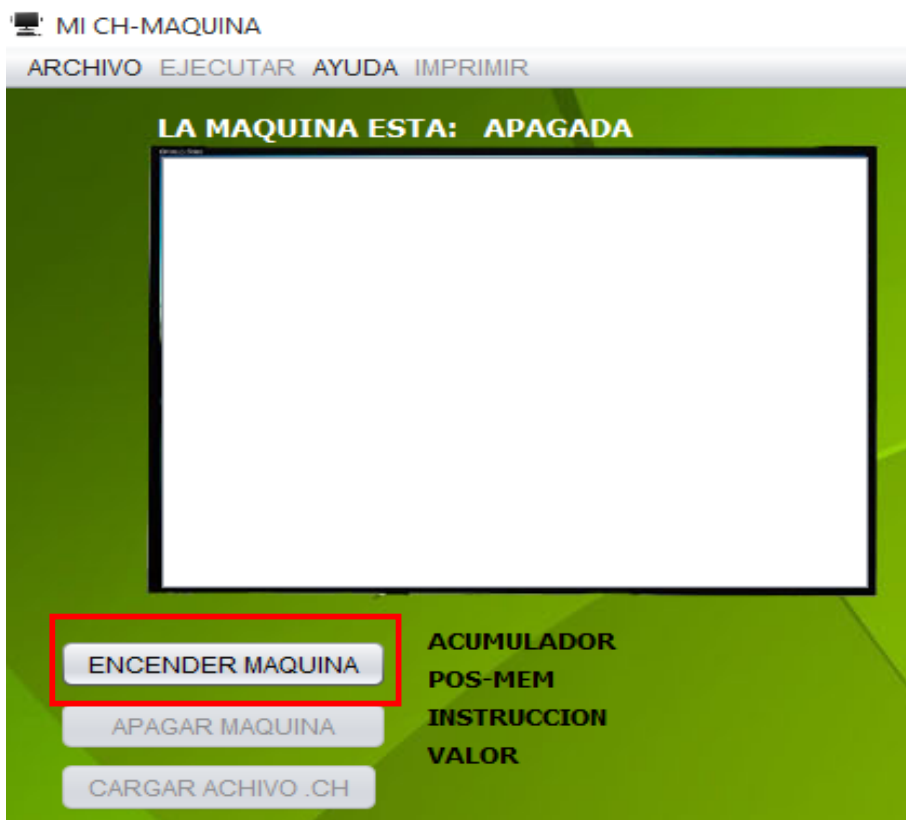 MI CH-MAQUINA
ARCHIVO EJECUTAR AYUDA IMPRIMIR
LA MAQUINA ESTA: APAGADA
ENCENDER MAQUINA
APAGAR MAQUINA
CARGAR ACHIVO .CH
ACUMULADOR
POS-MEM
INSTRUCCION
VALOR